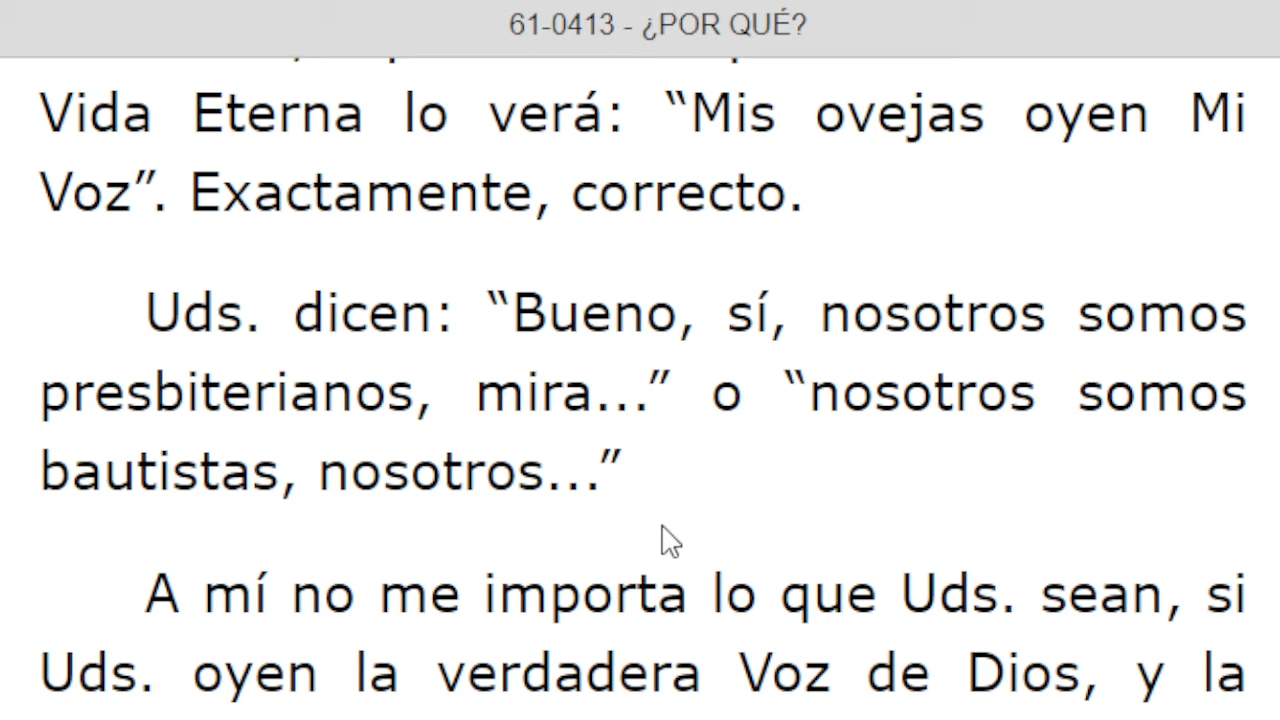 61-0413 - ¿POR QUÉ?
Vida Eterna lo verá: “Mis ovejas oyen Mi
Voz”. Exactamente, correcto.
Uds. dicen: “Bueno, sí, nosotros somos
presbiterianos, mira...” o “nosotros somos
bautistas, nosotros...”
A mí no me importa lo que Uds. sean, si
Uds. oyen la verdadera Voz de Dios, y la